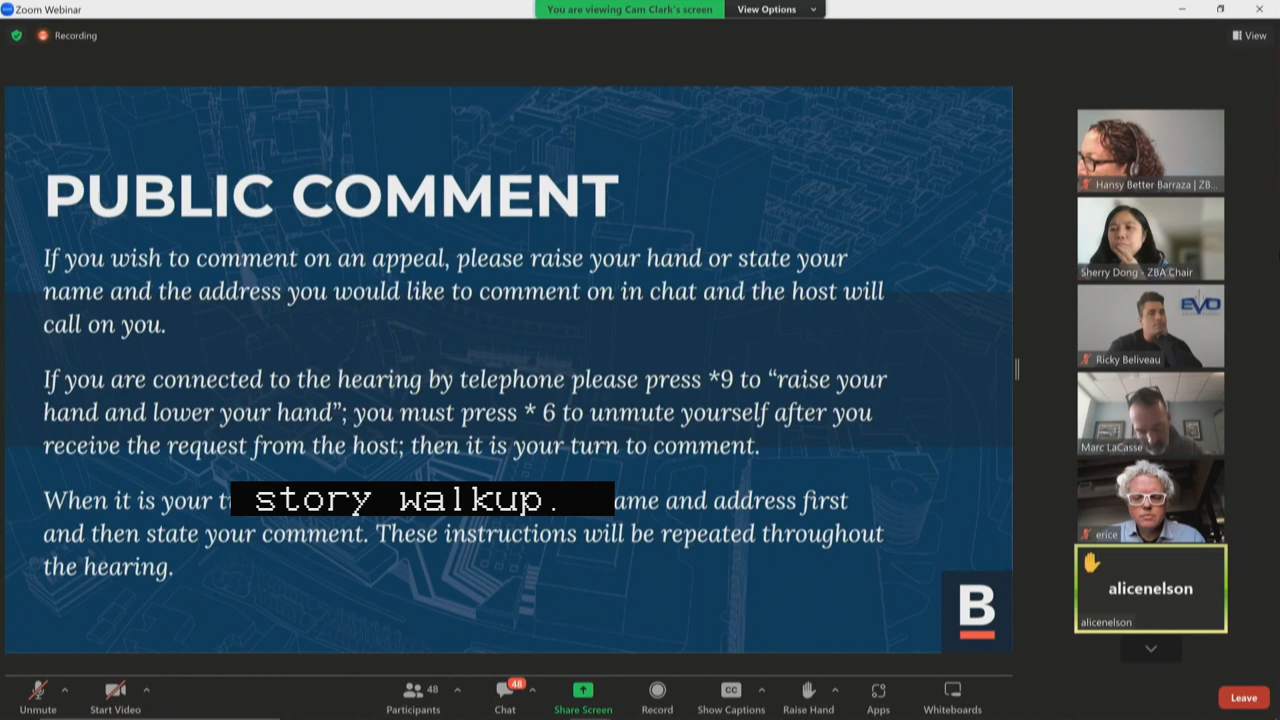 Zoom Webinar
You are viewing Cam Clark's screen
View Options
Recording
View
PUBLIC COMMENT
If you wish to comment on an appeal, please raise your hand or state your
name and the address you would like to comment on in chat and the host will
call on you.
If you are connected to the hearing by telephone please press *9 to “raise your
hand and lower your hand”; you must press * 6 to unmute yourself after you
receive the request from the host; then it is your turn to comment.
When it is your story walkup. and address first
and then state your comment. These instructions will be repeated throughout
the hearing.
B
Hansy Better Barraza | ZB...
Sherry Dong - ZBA Chair
EVO
Ricky Beliveau
Marc LaCasse
erice
alicenelson
alicenelson
Unmute
Start Video
48
Participants
48
Chat
Share Screen
Record
CC
Show Captions
Raise Hand
Apps
Whiteboards
Leave